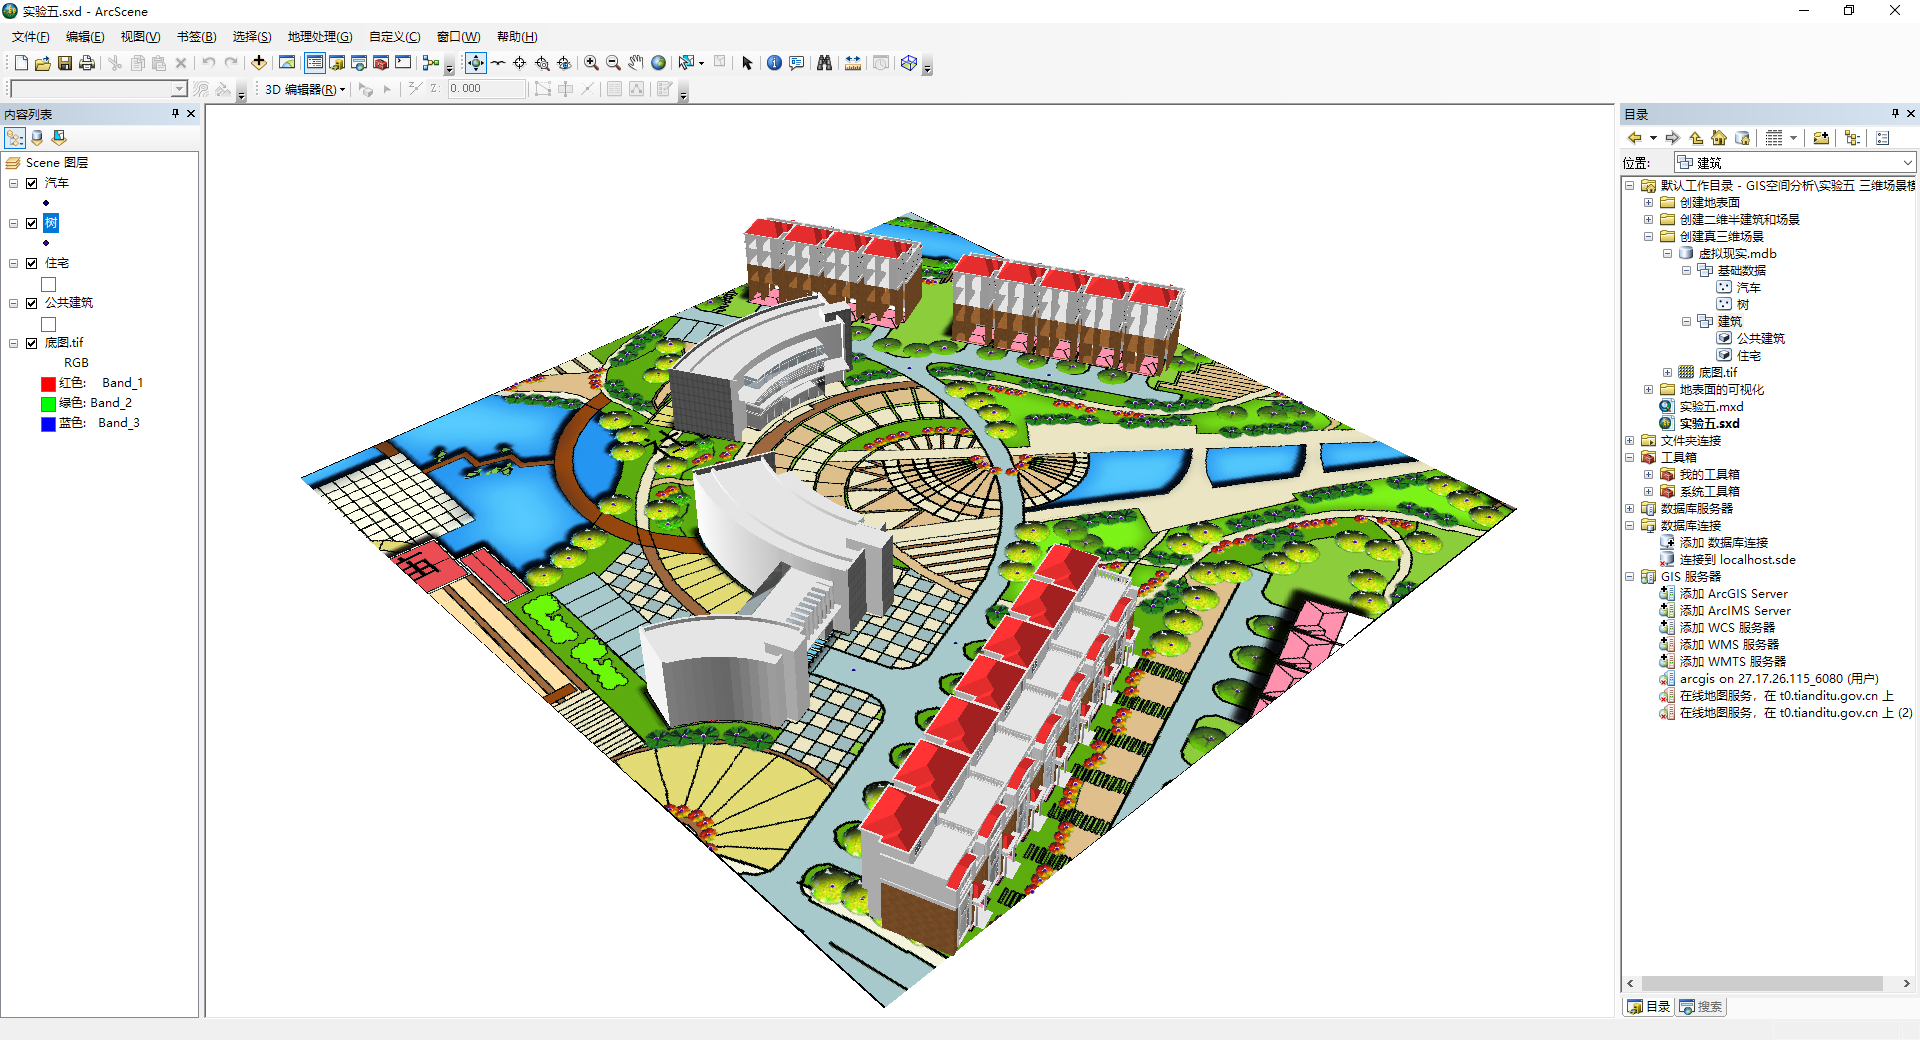 实验五.sxd - ArcScene
文件(F) 编辑(E) 视图(V) 书签(B) 选择(S) 地理处理(G) 自定义(C) 窗口(W) 帮助(H)
3D 编辑器(R) Z: 0.000
内容列表
Scene 图层
汽车
树
住宅
公共建筑
底图.tif
RGB
红色: Band_1
绿色: Band_2
蓝色: Band_3
目录
位置: 建筑
默认工作目录 - GIS空间分析\实验五 三维场景
创建地表面
创建二维半建筑和场景
创建真三维场景
虚拟现实.mdb
基础数据
汽车
树
建筑
公共建筑
住宅
底图.tif
地表面的可视化
实验五.mxd
实验五.sxd
文件夹连接
工具箱
我的工具箱
系统工具箱
数据库服务器
数据库连接
添加 数据库连接
连接到 localhost.sde
GIS 服务器
添加 ArcGIS Server
添加 ArcIMS Server
添加 WCS 服务器
添加 WMS 服务器
添加 WMTS 服务器
arcgis on 27.17.26.115_6080 (用户)
在线地图服务，在 t0.tianditu.gov.cn 上
在线地图服务，在 t0.tianditu.gov.cn 上 (2)
目录 搜索